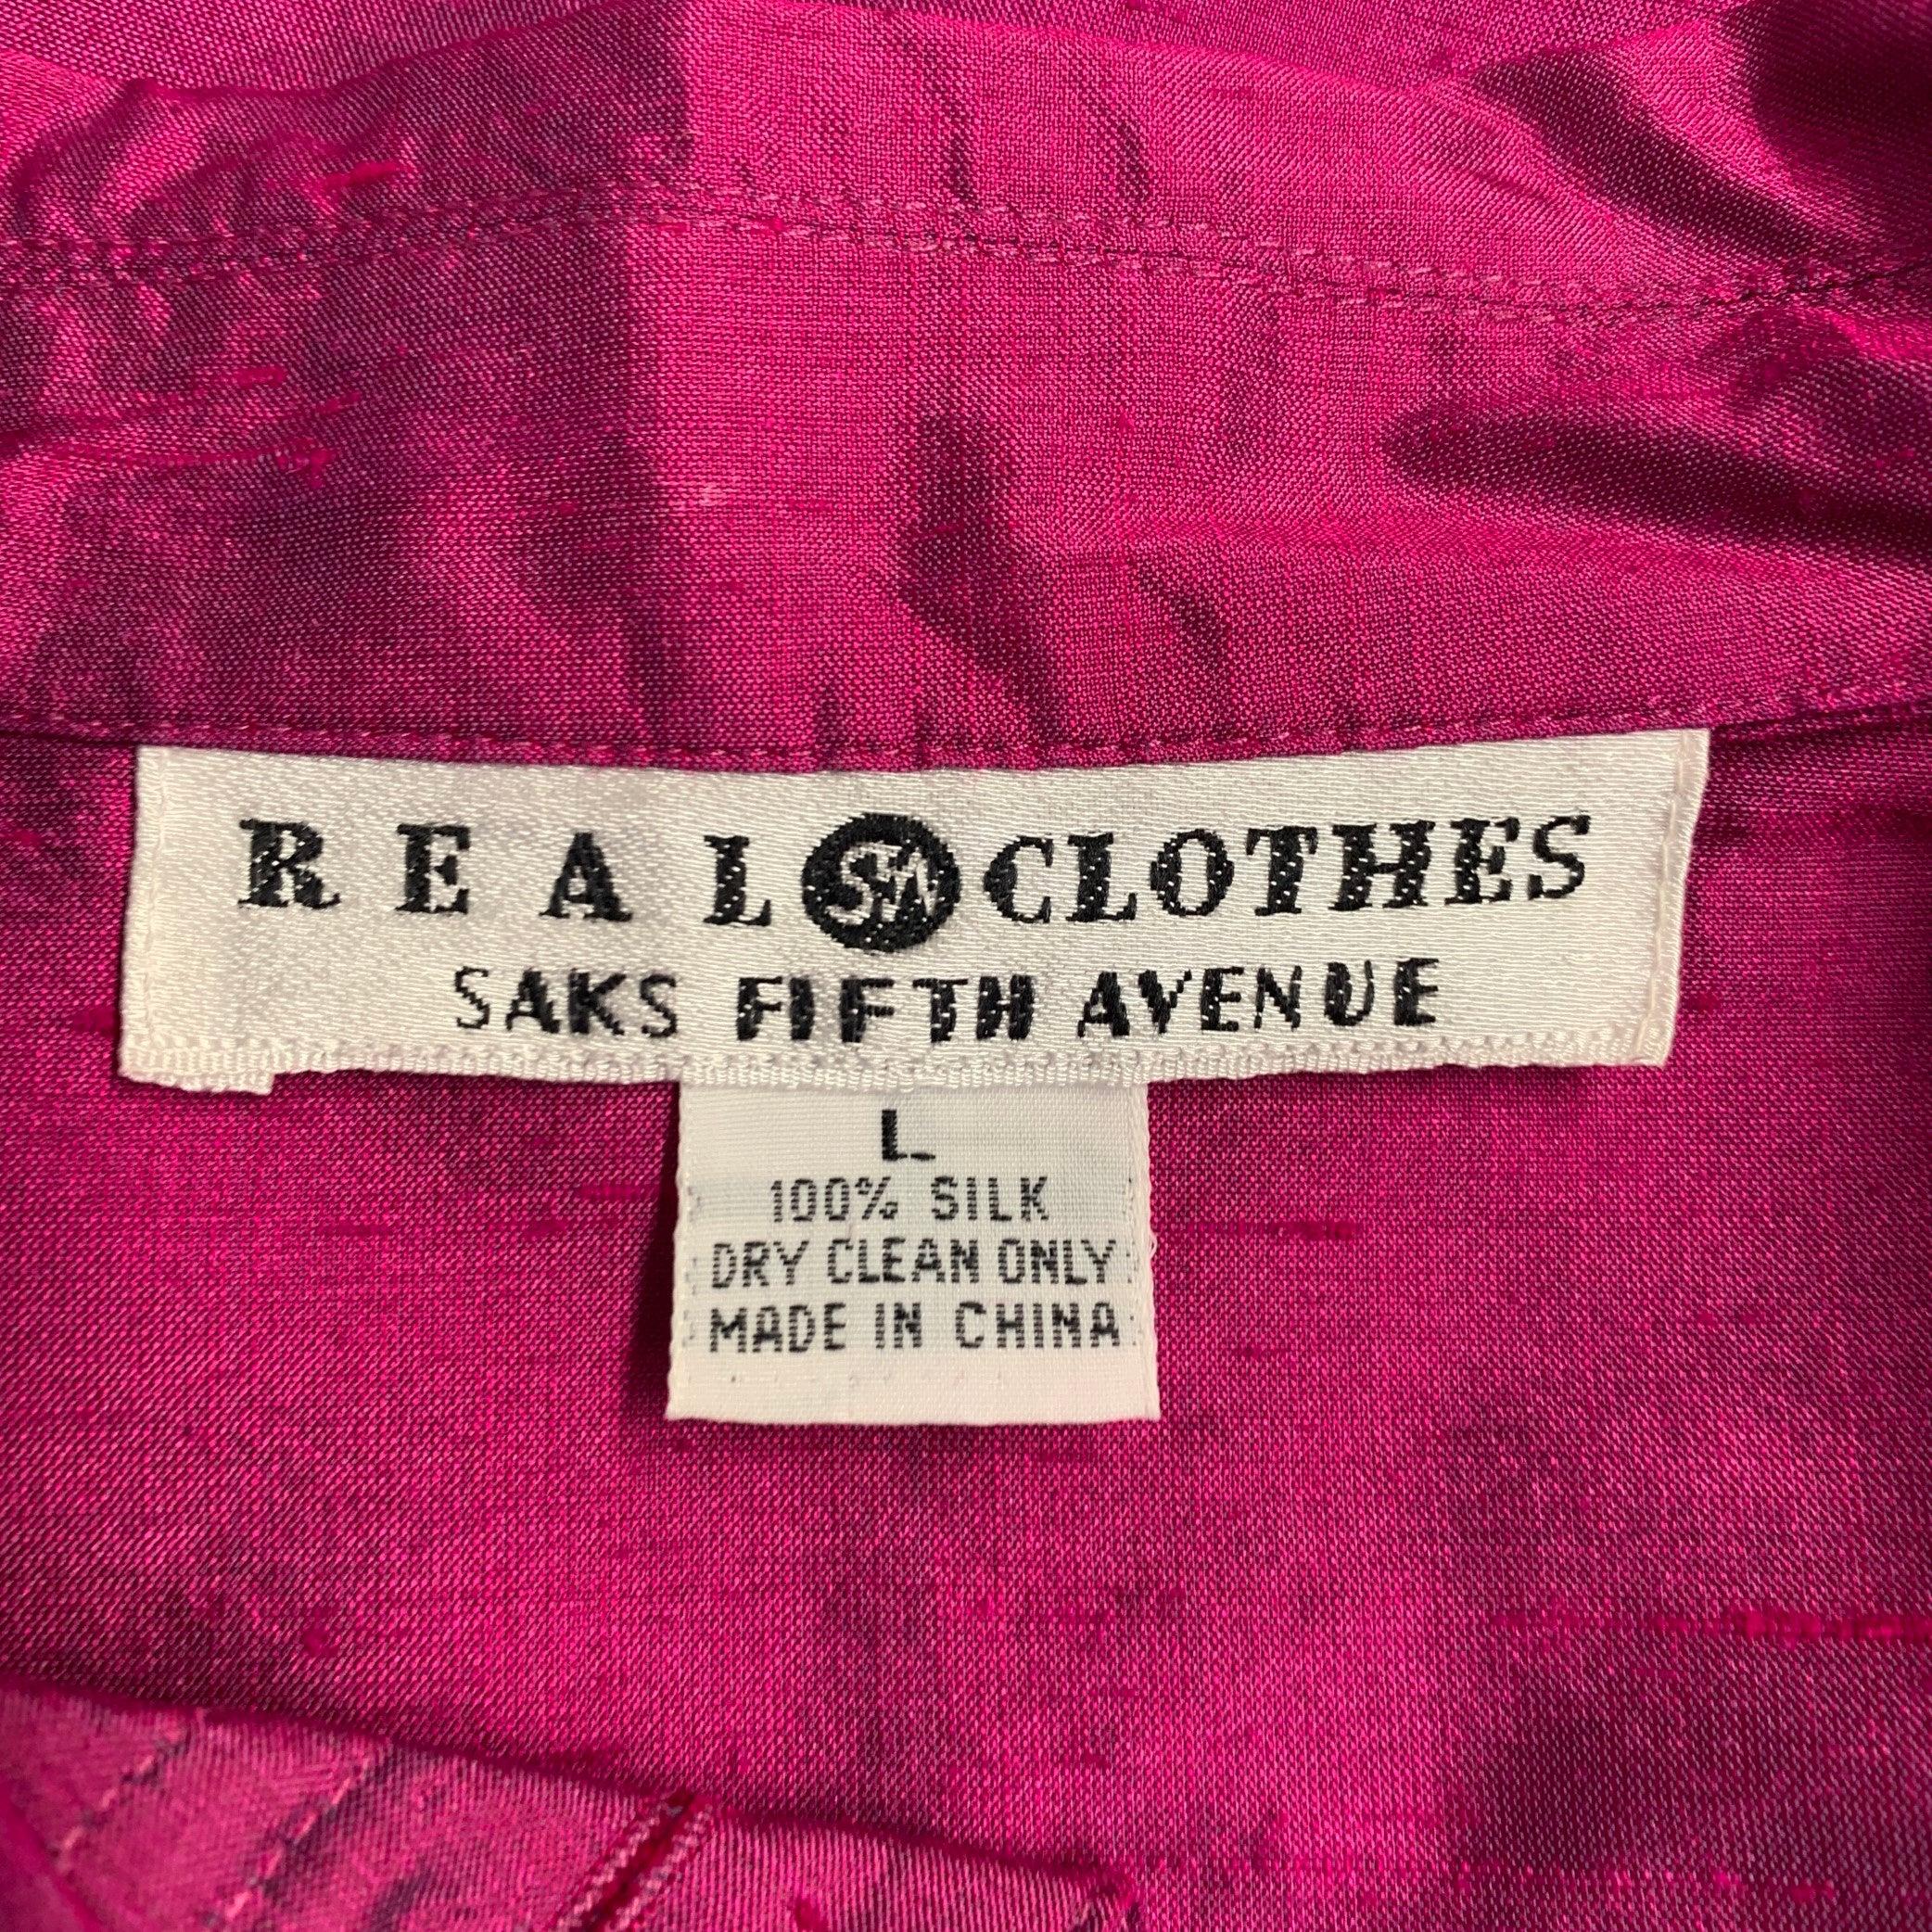 REAL SFA CLOTHES
SAKS FIFTH AVENUE
L
100% SILK
DRY CLEAN ONLY
MADE IN CHINA